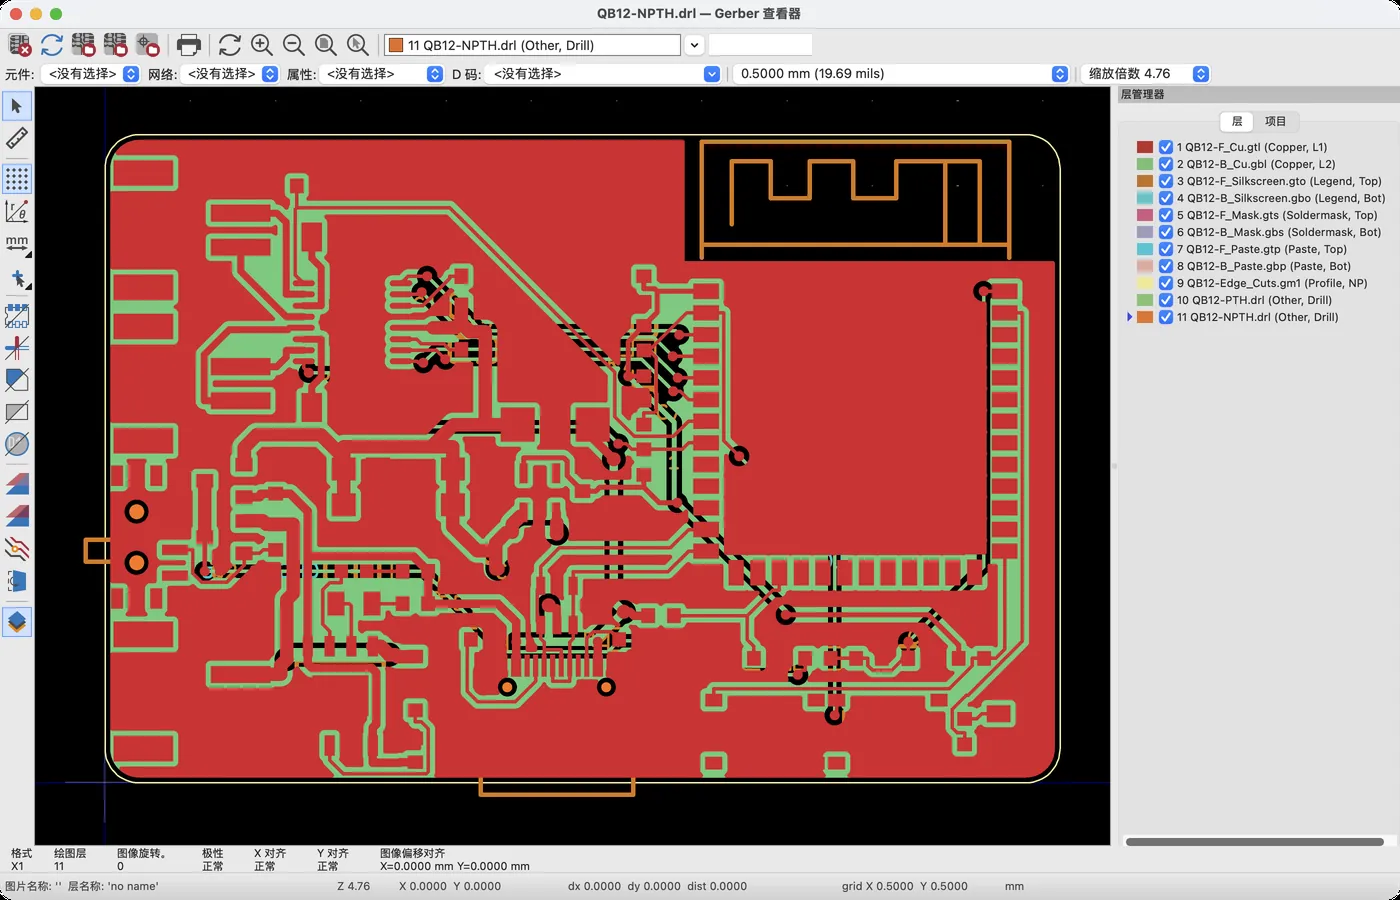 QB12-NPTH.drl — Gerber 查看器
11 QB12-NPTH.drl (Other, Drill)
元件: <没有选择> 网络: <没有选择> 属性: <没有选择> D 码: <没有选择> 0.5000 mm (19.69 mils) 缩放倍数 4.76
层管理器
层 项目
1 QB12-F_Cu.gtl (Copper, L1)
2 QB12-B_Cu.gbl (Copper, L2)
3 QB12-F_Silkscreen.gto (Legend, Top)
4 QB12-B_Silkscreen.gbo (Legend, Bot)
5 QB12-F_Mask.gts (Soldermask, Top)
6 QB12-B_Mask.gbs (Soldermask, Bot)
7 QB12-F_Paste.gtp (Paste, Top)
8 QB12-B_Paste.gbp (Paste, Bot)
9 QB12-Edge_Cuts.gm1 (Profile, NP)
10 QB12-PTH.drl (Other, Drill)
11 QB12-NPTH.drl (Other, Drill)
r θ
mm
格式 绘图层 图像旋转。 极性 X 对齐 Y 对齐 图像偏移对齐
X1 11 0 正常 正常 正常 X=0.0000 mm Y=0.0000 mm
图片名称: '' 层名称: 'no name' Z 4.76 X 0.0000 Y 0.0000 dx 0.0000 dy 0.0000 dist 0.0000 grid X 0.5000 Y 0.5000 mm